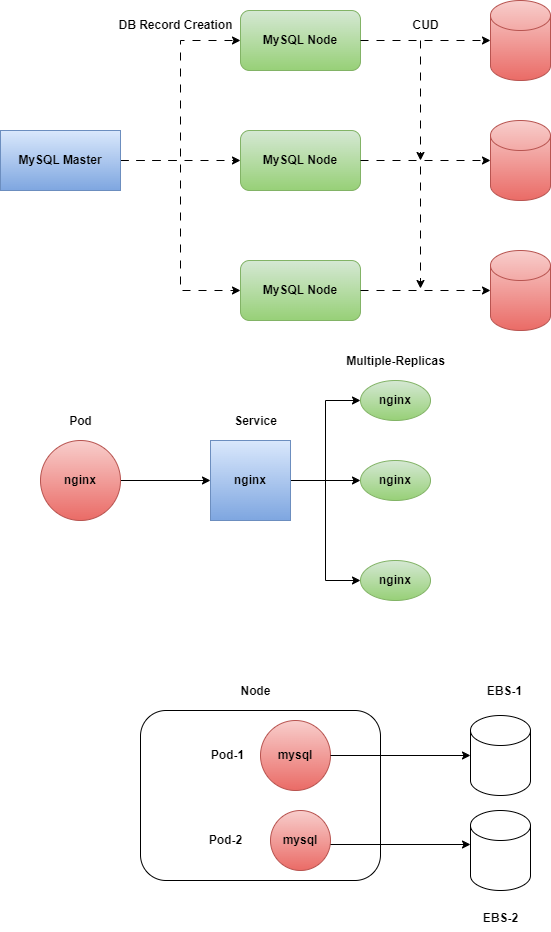 DB Record Creation
CUD
MySQL Node
MySQL Master
MySQL Node
MySQL Node
Multiple-Replicas
nginx
Pod
Service
nginx
nginx
nginx
nginx
Node
EBS-1
Pod-1
mysql
Pod-2
mysql
EBS-2